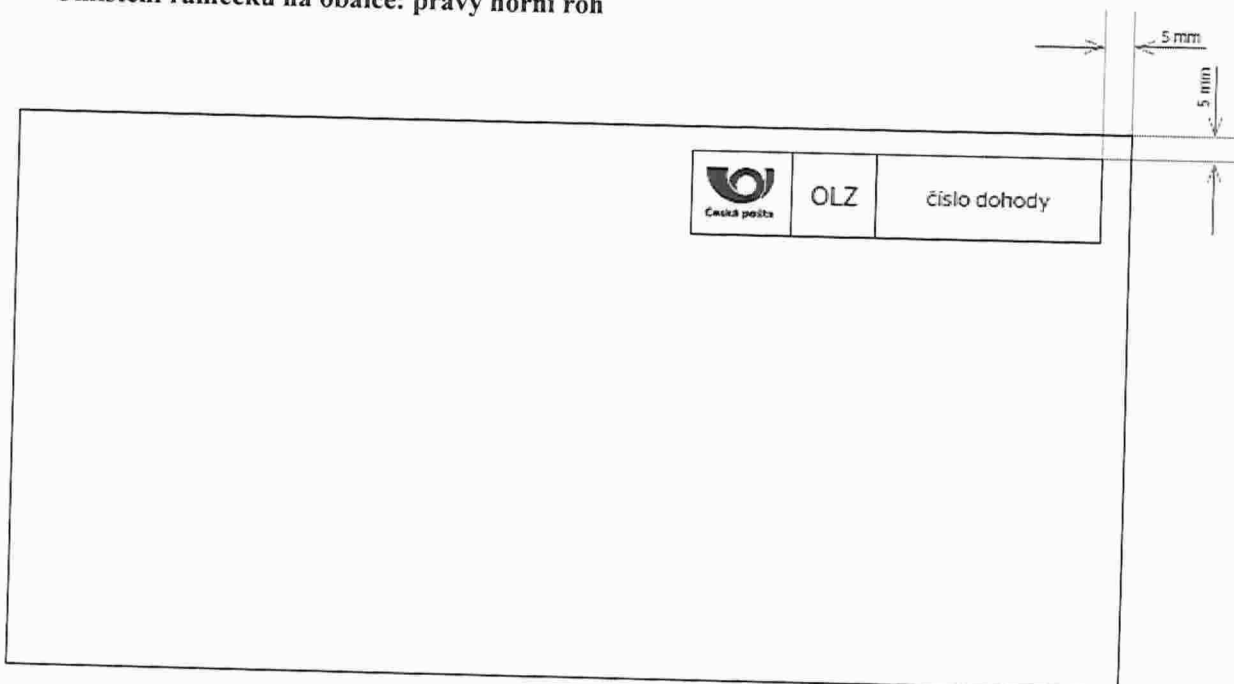 Umístění rámečku na obálce: pravý horní roh
5 mm
5 mm
Česká pošta
OLZ
číslo dohody